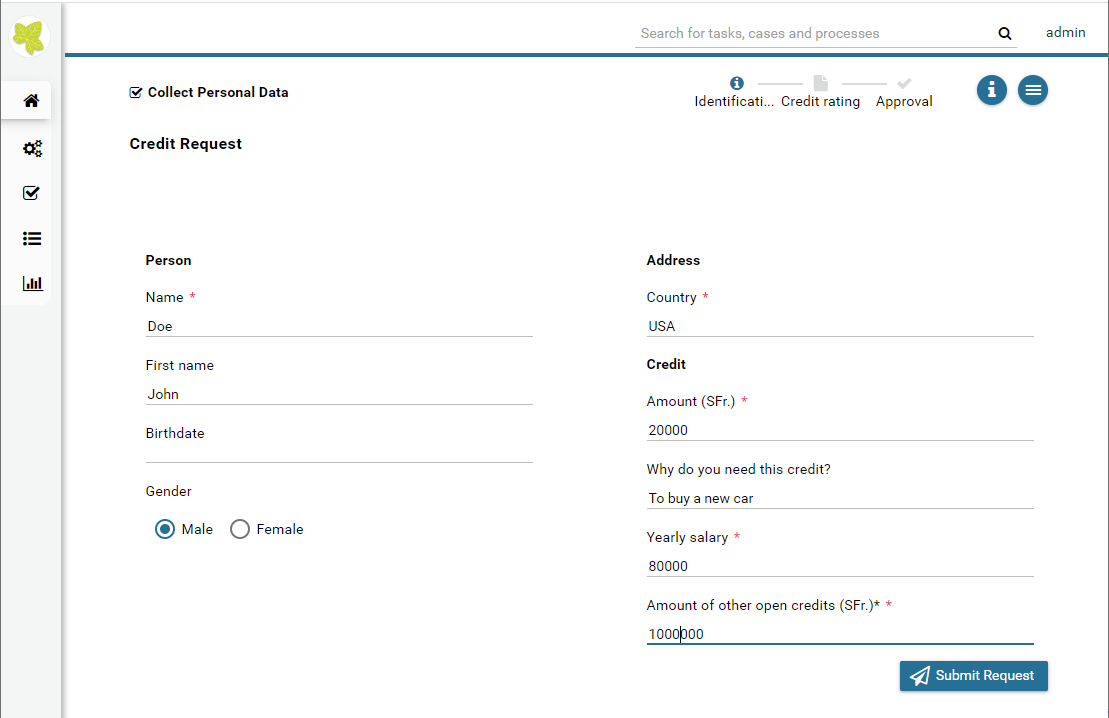 Search for tasks, cases and processes
admin
Collect Personal Data
Identificati... Credit rating Approval
Credit Request
Person
Name *
Doe
First name
John
Birthdate
Gender
Male Female
Address
Country *
USA
Credit
Amount (SFr.) *
20000
Why do you need this credit?
To buy a new car
Yearly salary *
80000
Amount of other open credits (SFr.)* *
1000000
Submit Request